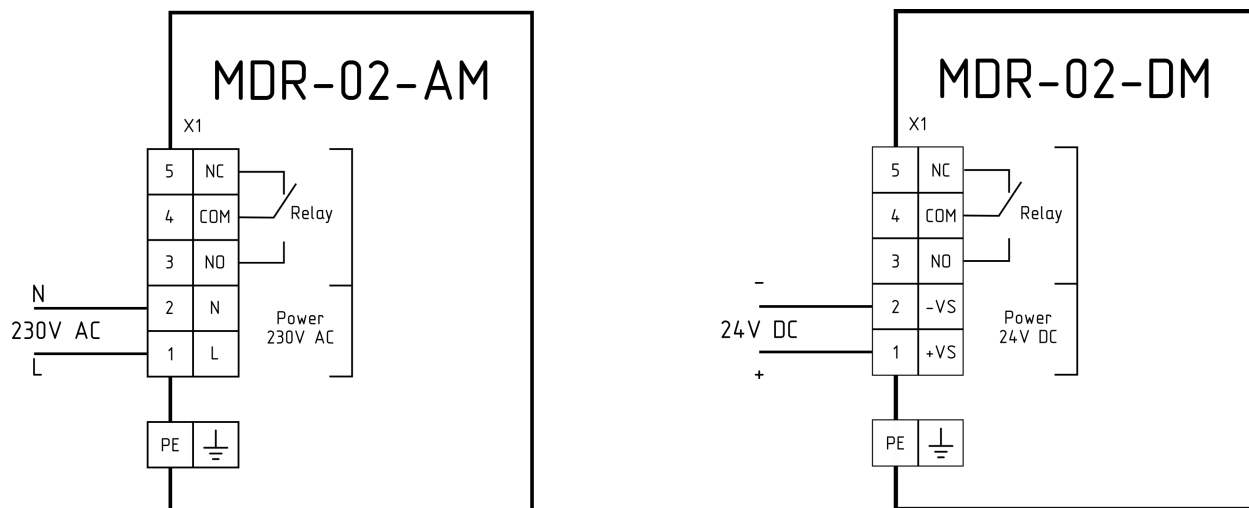 MDR-02-AM
X1
5 NC
4 COM
Relay
3 NO
N
2 N
230V AC
Power
230V AC
1 L
L
PE
MDR-02-DM
X1
5 NC
4 COM
Relay
3 NO
-
2 -VS
24V DC
Power
24V DC
1 +VS
+
PE